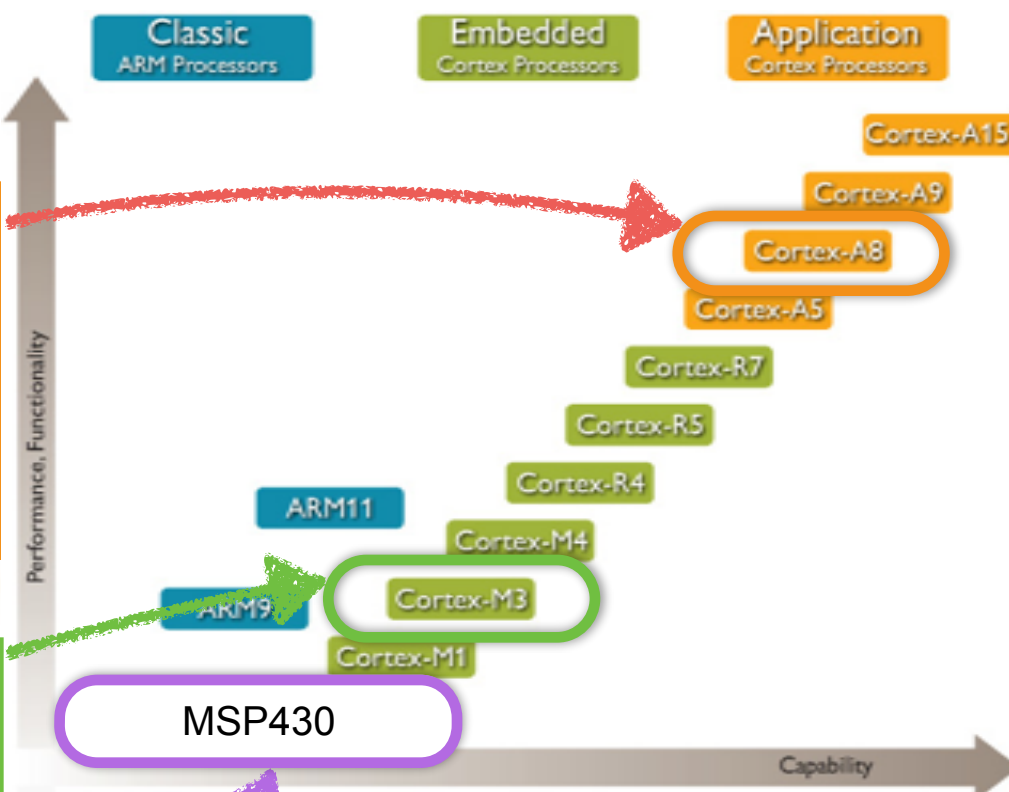 Classic
ARM Processors
Embedded
Cortex Processors
Application
Cortex Processors
Cortex-A15
Cortex-A9
Cortex-A8
Cortex-A5
Cortex-R7
Cortex-R5
Cortex-R4
ARM11
Cortex-M4
ARM9
Cortex-M3
Cortex-M1
MSP430
Performance, Functionality
Capability